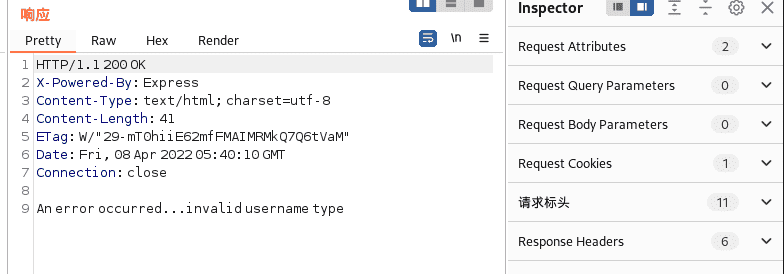 响应
Pretty Raw Hex Render \n
1 HTTP/1.1 200 OK
2 X-Powered-By: Express
3 Content-Type: text/html; charset=utf-8
4 Content-Length: 41
5 ETag: W/"29-mT0hiiE62mfFMAIMRMkQ7Q6tVaM"
6 Date: Fri, 08 Apr 2022 05:40:10 GMT
7 Connection: close
8
9 An error occurred...invalid username type
Inspector
Request Attributes 2
Request Query Parameters 0
Request Body Parameters 0
Request Cookies 1
请求标头 11
Response Headers 6